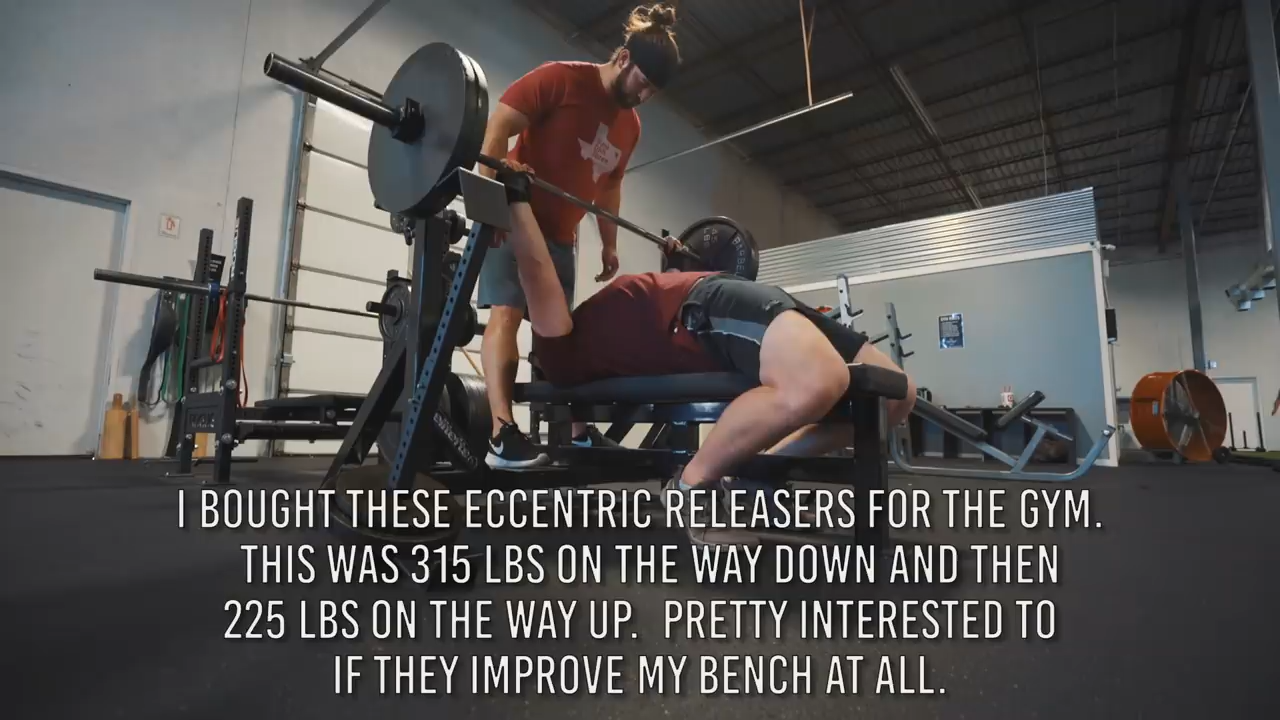 I BOUGHT THESE ECCENTRIC RELEASERS FOR THE GYM.
THIS WAS 315 LBS ON THE WAY DOWN AND THEN
225 LBS ON THE WAY UP. PRETTY INTERESTED TO
IF THEY IMPROVE MY BENCH AT ALL.